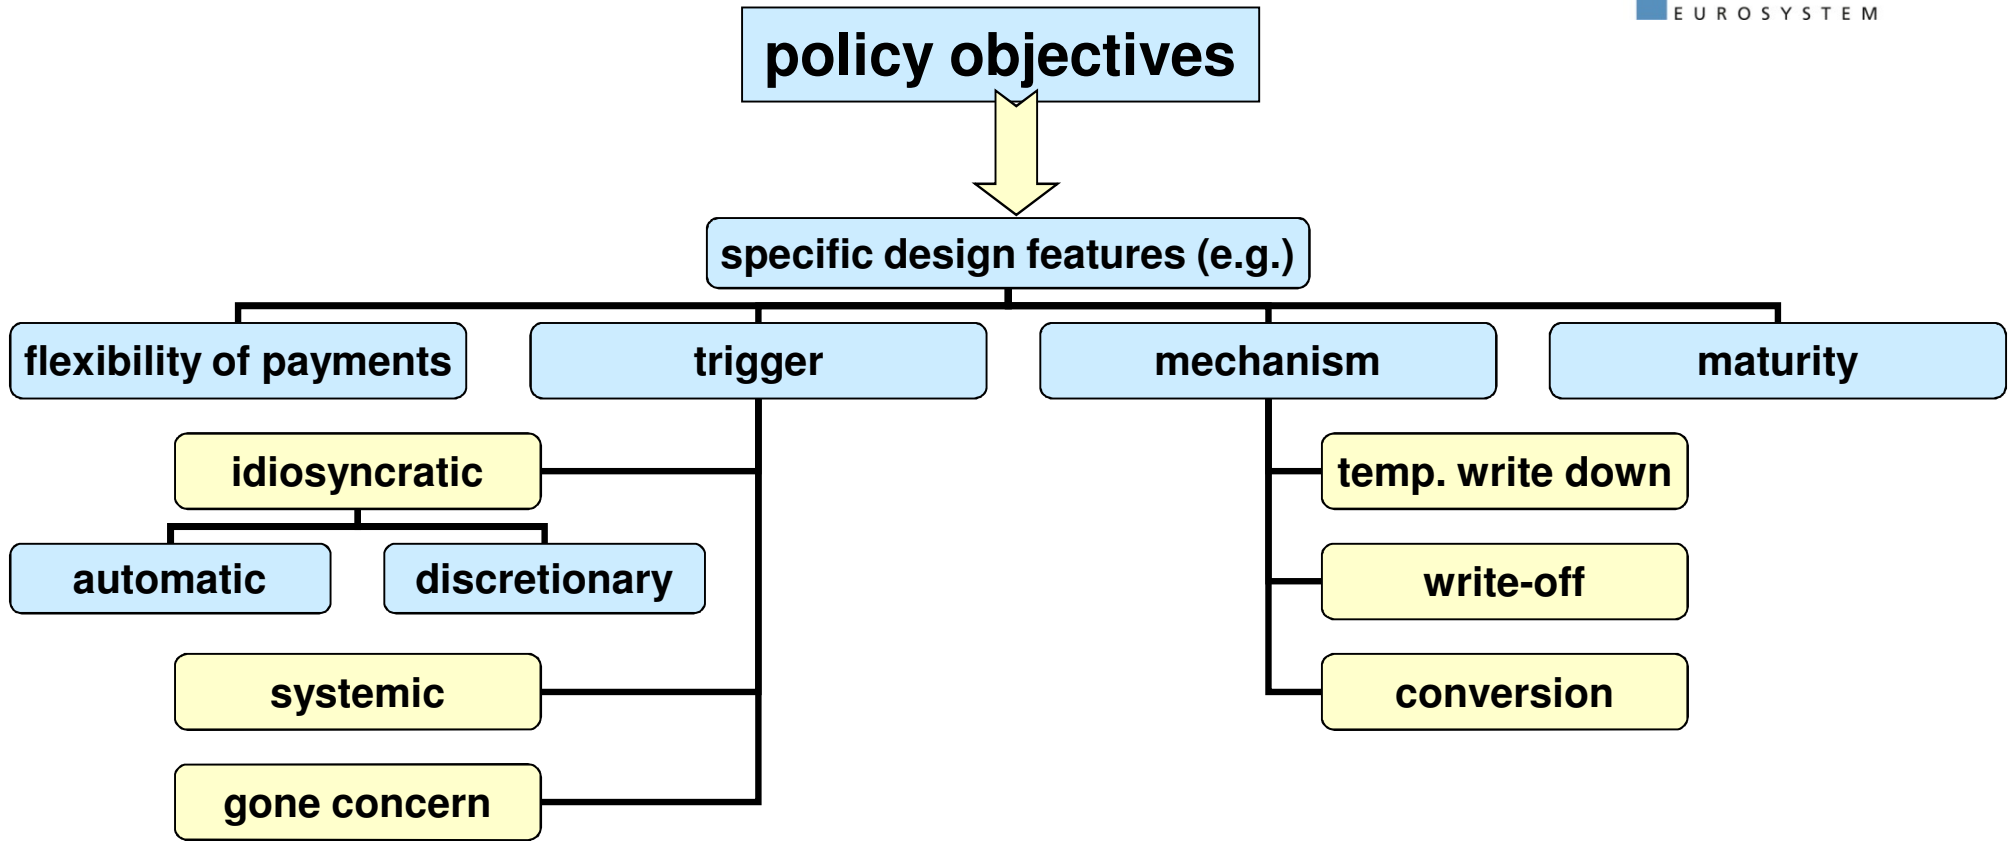 EUROSYSTEM
policy objectives
specific design features (e.g.)
flexibility of payments
trigger
mechanism
maturity
idiosyncratic
temp. write down
automatic
discretionary
write-off
systemic
conversion
gone concern